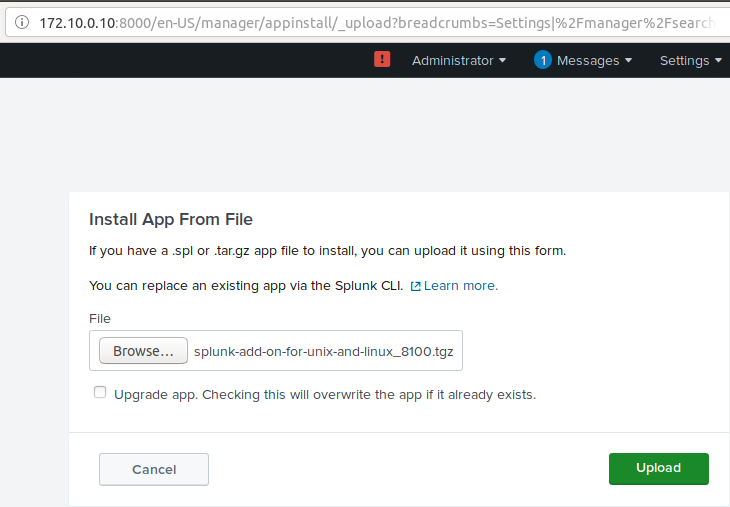 172.10.0.10:8000/en-US/manager/appinstall/_upload?breadcrumbs=Settings|%2Fmanager%2Fsearch
! Administrator 1 Messages Settings
Install App From File
If you have a .spl or .tar.gz app file to install, you can upload it using this form.
You can replace an existing app via the Splunk CLI. Learn more.
File
Browse... splunk-add-on-for-unix-and-linux_8100.tgz
Upgrade app. Checking this will overwrite the app if it already exists.
Cancel Upload